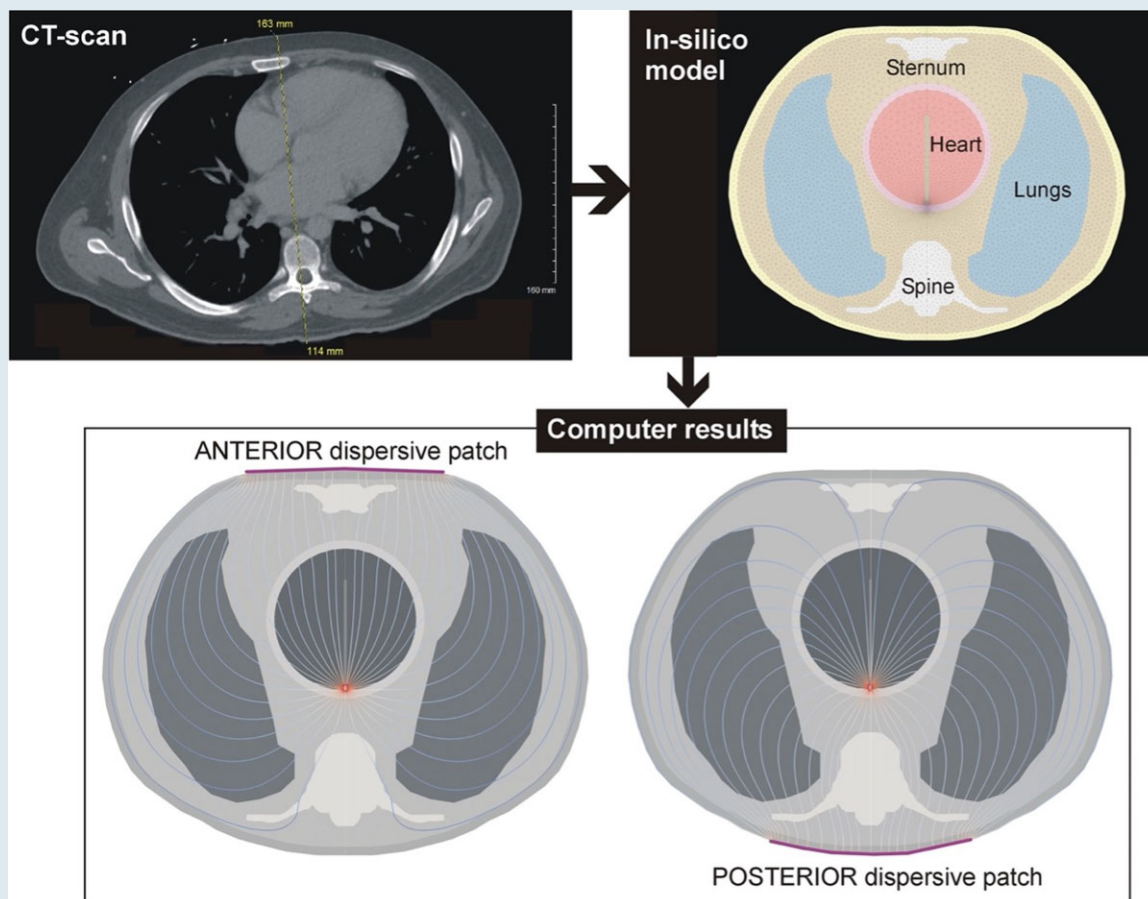 CT-scan
163 mm
160 mm
114 mm
In-silico
model
Sternum
Heart
Lungs
Spine
Computer results
ANTERIOR dispersive patch
POSTERIOR dispersive patch